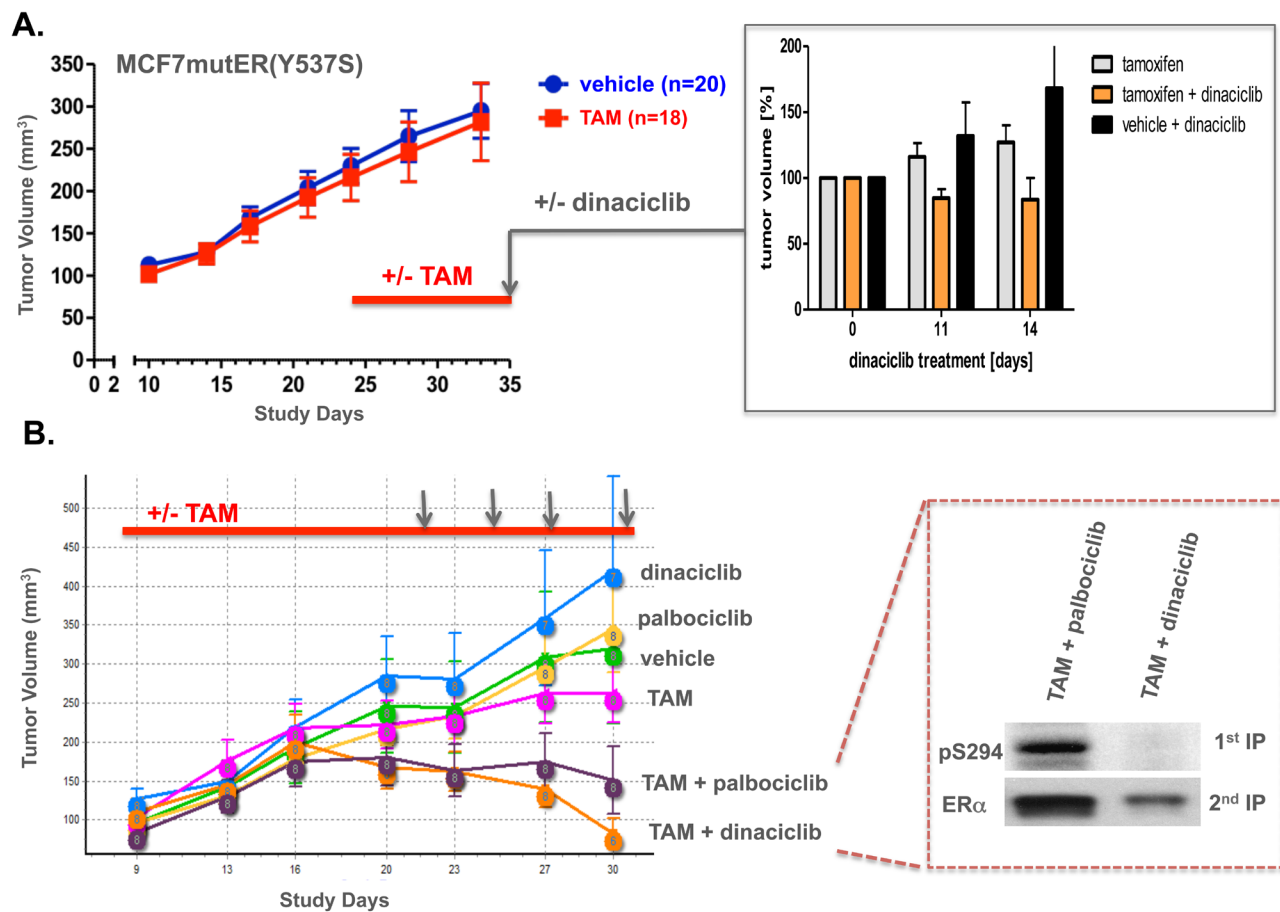 A.
MCF7mutER(Y537S)
350
300
250
200
150
100
50
0
Tumor Volume (mm³)
0 2 10 15 20 25 30 35
Study Days
vehicle (n=20)
TAM (n=18)
+/- TAM
+/- dinaciclib
200
150
100
50
0
tumor volume [%]
0 11 14
dinaciclib treatment [days]
tamoxifen
tamoxifen + dinaciclib
vehicle + dinaciclib
B.
+/- TAM
500
450
400
350
300
250
200
150
100
Tumor Volume (mm³)
9 13 16 20 23 27 30
Study Days
dinaciclib
palbociclib
vehicle
TAM
TAM + palbociclib
TAM + dinaciclib
TAM + palbociclib
TAM + dinaciclib
pS294
1st IP
ERα
2nd IP